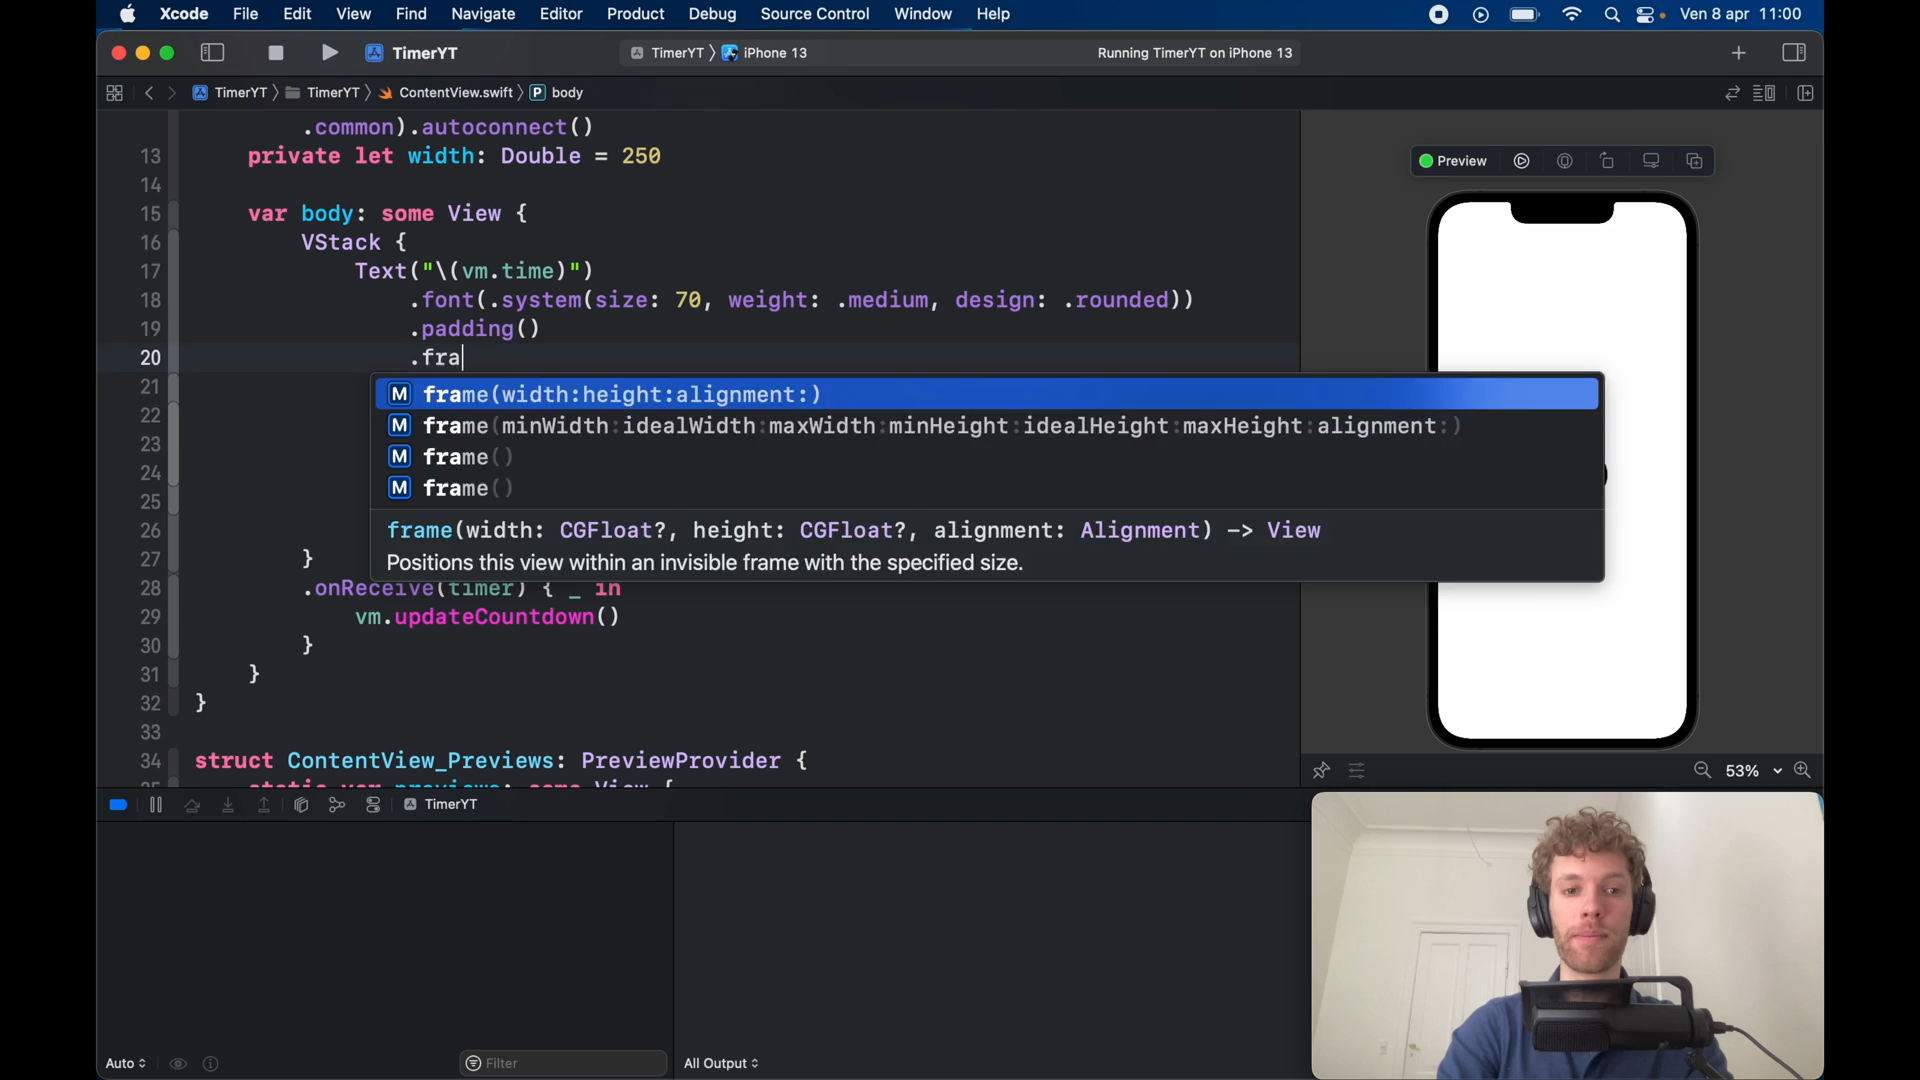 Xcode File Edit View Find Navigate Editor Product Debug Source Control Window Help Ven 8 apr 11:00
TimerYT TimerYT 〉 iPhone 13 Running TimerYT on iPhone 13
TimerYT 〉 TimerYT 〉 ContentView.swift 〉 P body
.common).autoconnect()
13 private let width: Double = 250
14
15 var body: some View {
16 VStack {
17 Text("\(vm.time)")
18 .font(.system(size: 70, weight: .medium, design: .rounded))
19 .padding()
20 .fra
21 M frame(width:height:alignment:)
22 M frame(minWidth:idealWidth:maxWidth:minHeight:idealHeight:maxHeight:alignment:)
23 M frame()
24 M frame()
25
26 frame(width: CGFloat?, height: CGFloat?, alignment: Alignment) -> View
27 } Positions this view within an invisible frame with the specified size.
28 .onReceive(timer) { _ in
29 vm.updateCountdown()
30 }
31 }
32 }
33
34 struct ContentView_Previews: PreviewProvider {
Preview
53%
TimerYT
Auto Filter All Output